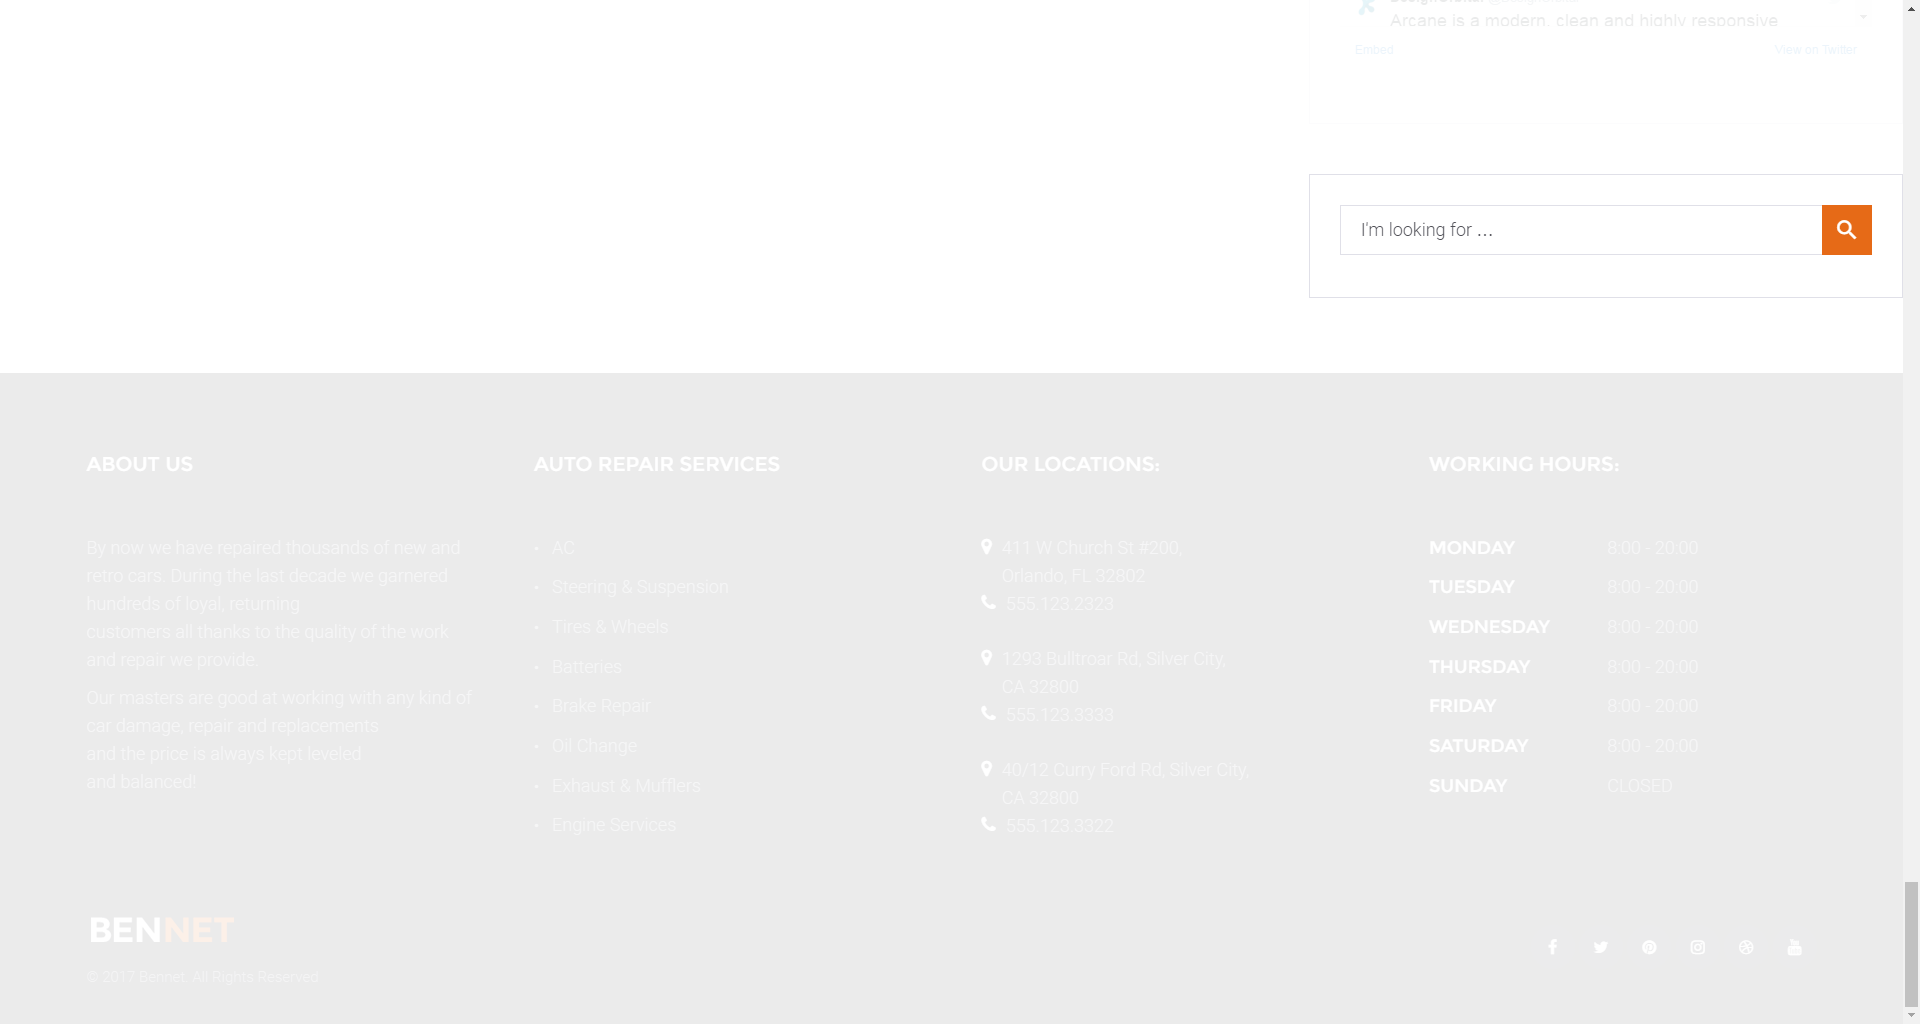 Arcane is a modern, clean and highly responsive
Embed
View on Twitter
I'm looking for ...
ABOUT US
By now we have repaired thousands of new and
retro cars. During the last decade we garnered
hundreds of loyal, returning
customers all thanks to the quality of the work
and repair we provide.
Our masters are good at working with any kind of
car damage, repair and replacements
and the price is always kept leveled
and balanced!
AUTO REPAIR SERVICES
AC
Steering & Suspension
Tires & Wheels
Batteries
Brake Repair
Oil Change
Exhaust & Mufflers
Engine Services
OUR LOCATIONS:
411 W Church St #200,
Orlando, FL 32802
555.123.2323
1293 Builtroar Rd, Silver City,
CA 32800
555.123.3333
40/12 Curry Ford Rd, Silver City,
CA 32800
555.123.3322
WORKING HOURS:
MONDAY 8:00 - 20:00
TUESDAY 8:00 - 20:00
WEDNESDAY 8:00 - 20:00
THURSDAY 8:00 - 20:00
FRIDAY 8:00 - 20:00
SATURDAY 8:00 - 20:00
SUNDAY CLOSED
BENNET
© 2017 Bennet. All Rights Reserved.